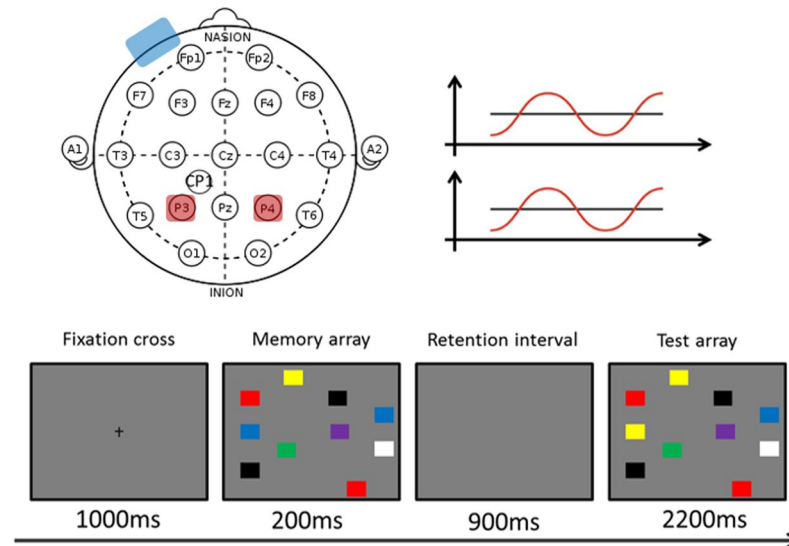 NASION
Fp1 Fp2
F7 F3 Fz F4 F8
A1 T3 C3 Cz C4 T4 A2
CP1
T5 P3 Pz P4 T6
O1 O2
INION
Fixation cross Memory array Retention interval Test array
+
1000ms 200ms 900ms 2200ms